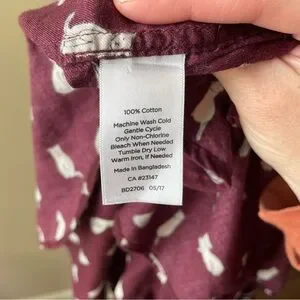 100% Cotton
Machine Wash Cold
Gentle Cycle
Only Non-Chlorine
Bleach When Needed
Tumble Dry Low
Warm Iron, If Needed
Made in Bangladesh
CA #23147
BD2706 05/17